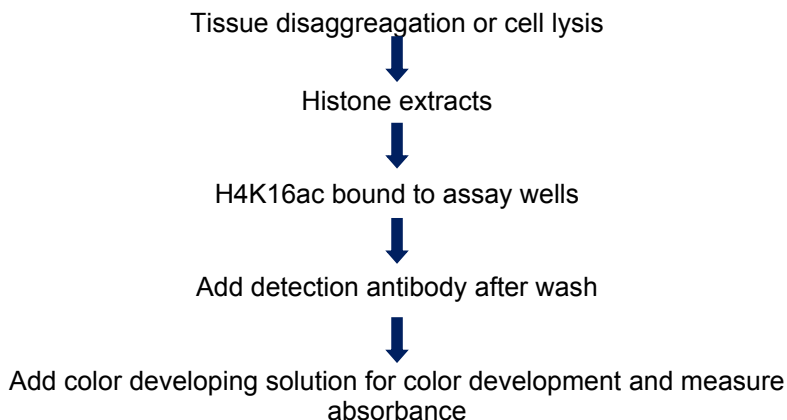 Tissue disaggreagation or cell lysis
Histone extracts
H4K16ac bound to assay wells
Add detection antibody after wash
Add color developing solution for color development and measure
absorbance